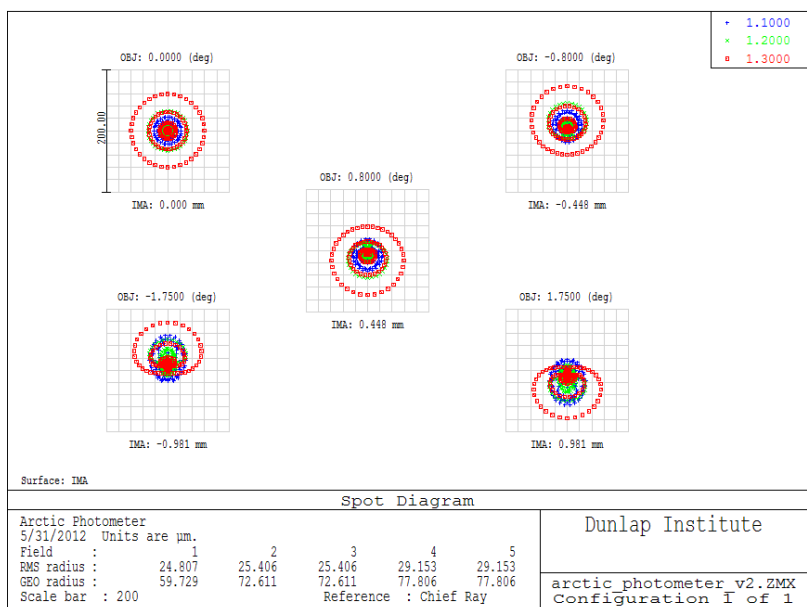 + 1.1000
× 1.2000
¤ 1.3000
OBJ: 0.0000 (deg)
OBJ: -0.8000 (deg)
200.00
IMA: 0.000 mm
IMA: -0.448 mm
OBJ: 0.8000 (deg)
IMA: 0.448 mm
OBJ: -1.7500 (deg)
OBJ: 1.7500 (deg)
IMA: -0.981 mm
IMA: 0.981 mm
Surface: IMA
Spot Diagram
Arctic Photometer
5/31/2012 Units are µm.
Field : 1 2 3 4 5
RMS radius : 24.807 25.406 25.406 29.153 29.153
GEO radius : 59.729 72.611 72.611 77.806 77.806
Scale bar : 200 Reference : Chief Ray
Dunlap Institute
arctic_photometer_v2.ZMX
Configuration 1 of 1